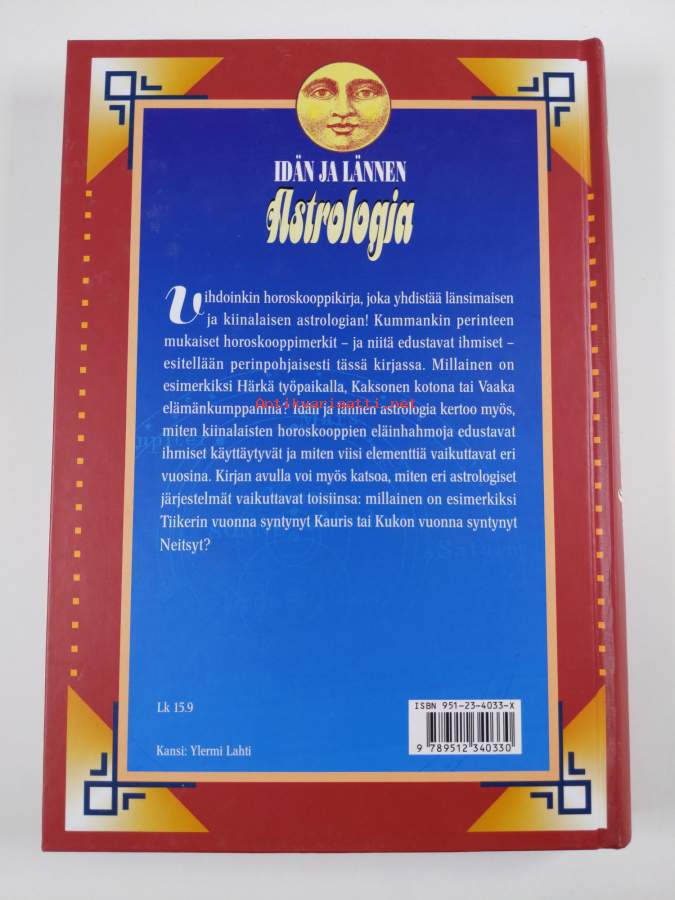 IDÄN JA LÄNNEN
Astrologia
Vihdoinkin horoskooppikirja, joka yhdistää länsimaisen
ja kiinalaisen astrologian! Kummankin perinteen
mukaiset horoskooppimerkit – ja niitä edustavat ihmiset –
esitellään perinpohjaisesti tässä kirjassa. Millainen on
esimerkiksi Härkä työpaikalla, Kaksonen kotona tai Vaaka
Antikvariaatti.net
elämänkumppanina? Idän ja lännen astrologia kertoo myös,
miten kiinalaisten horoskooppien eläinhahmoja edustavat
ihmiset käyttäytyvät ja miten viisi elementtiä vaikuttavat eri
vuosina. Kirjan avulla voi myös katsoa, miten eri astrologiset
järjestelmät vaikuttavat toisiinsa: millainen on esimerkiksi
Tiikerin vuonna syntynyt Kauris tai Kukon vuonna syntynyt
Neitsyt?
Lk 15.9
Kansi: Ylermi Lahti
ISBN 951-23-4033-X
9 789512 340330